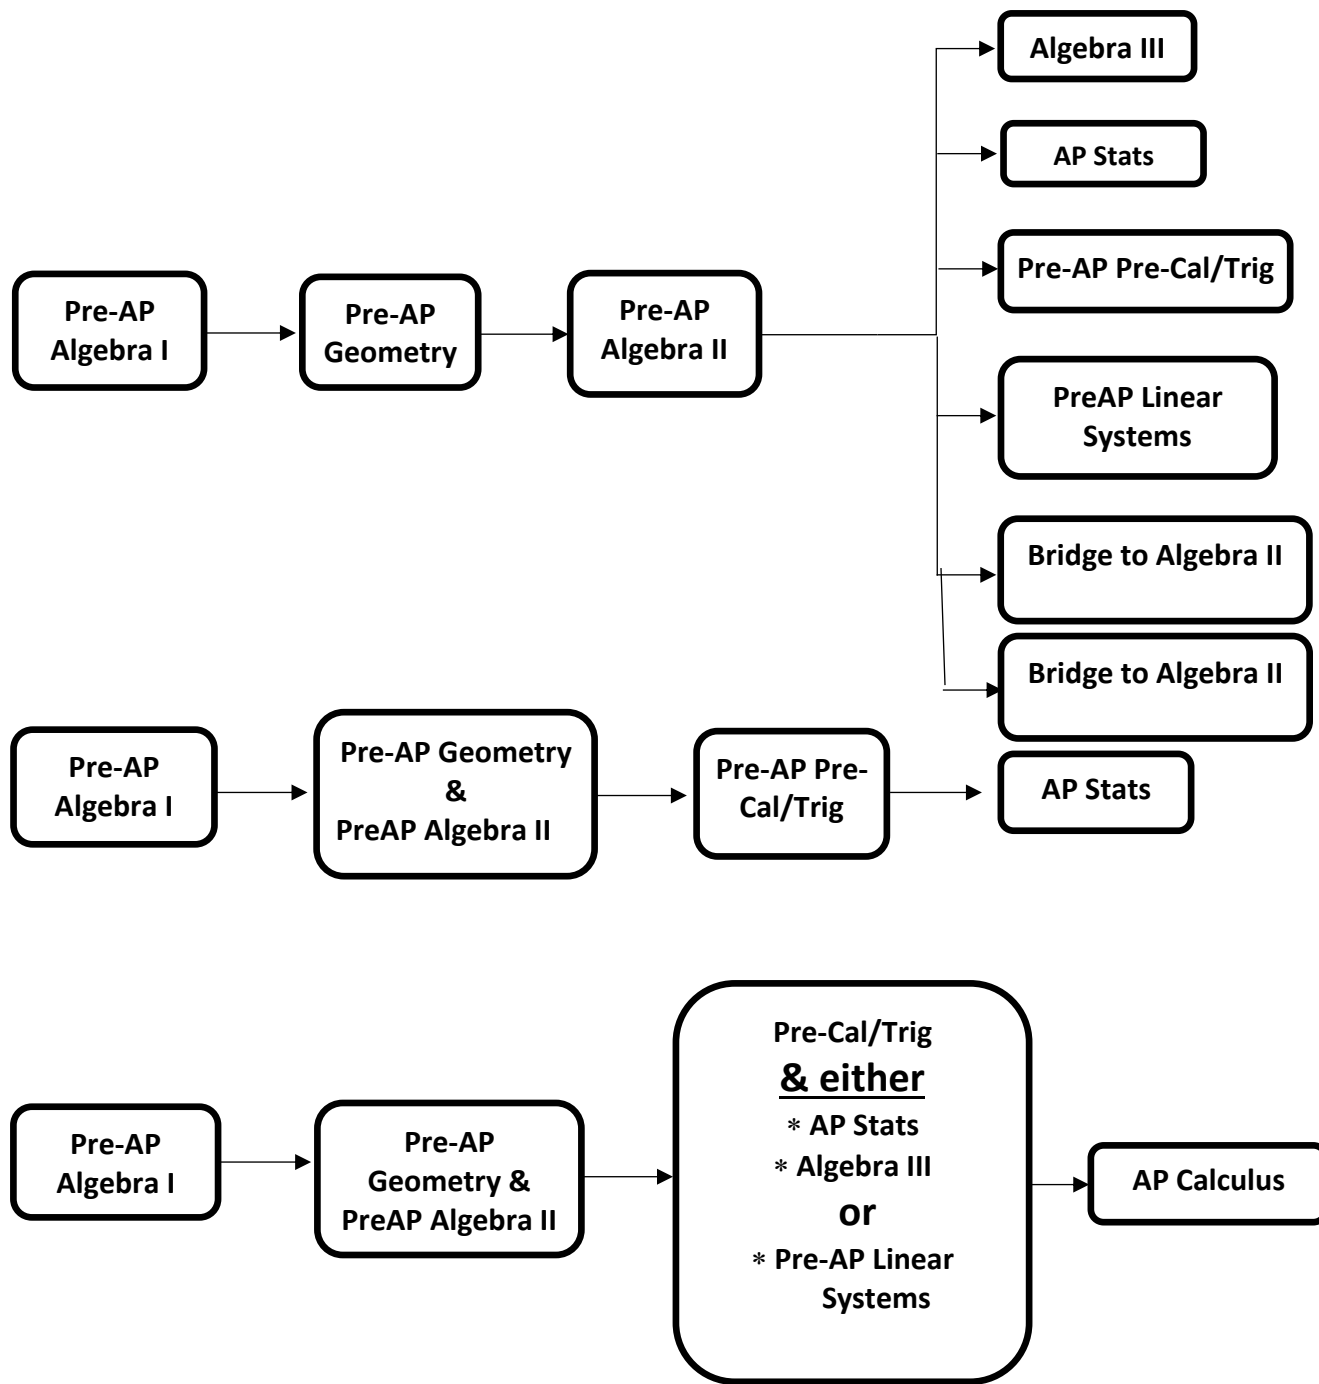 Algebra III
AP Stats
Pre-AP Pre-Cal/Trig
Pre-AP
Algebra I
Pre-AP
Geometry
Pre-AP
Algebra II
PreAP Linear
Systems
Bridge to Algebra II
Bridge to Algebra II
Pre-AP
Algebra I
Pre-AP Geometry
&
PreAP Algebra II
Pre-AP Pre-
Cal/Trig
AP Stats
Pre-AP
Algebra I
Pre-AP
Geometry &
PreAP Algebra II
Pre-Cal/Trig
& either
* AP Stats
* Algebra III
or
* Pre-AP Linear
Systems
AP Calculus